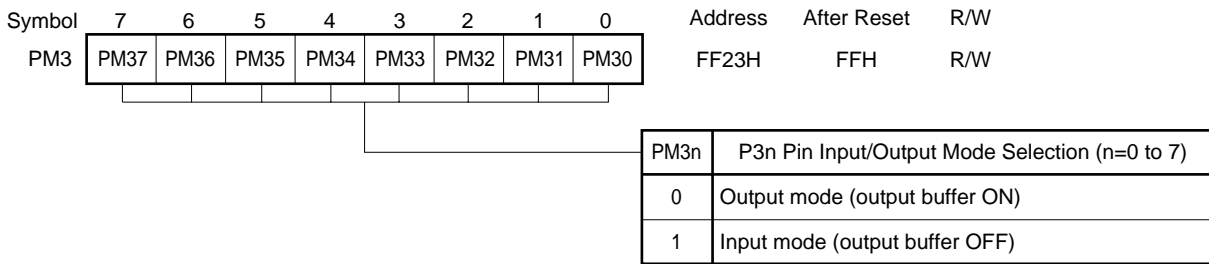 Symbol 7 6 5 4 3 2 1 0 Address After Reset R/W
PM3 PM37 PM36 PM35 PM34 PM33 PM32 PM31 PM30 FF23H FFH R/W
PM3n P3n Pin Input/Output Mode Selection (n=0 to 7)
0 Output mode (output buffer ON)
1 Input mode (output buffer OFF)